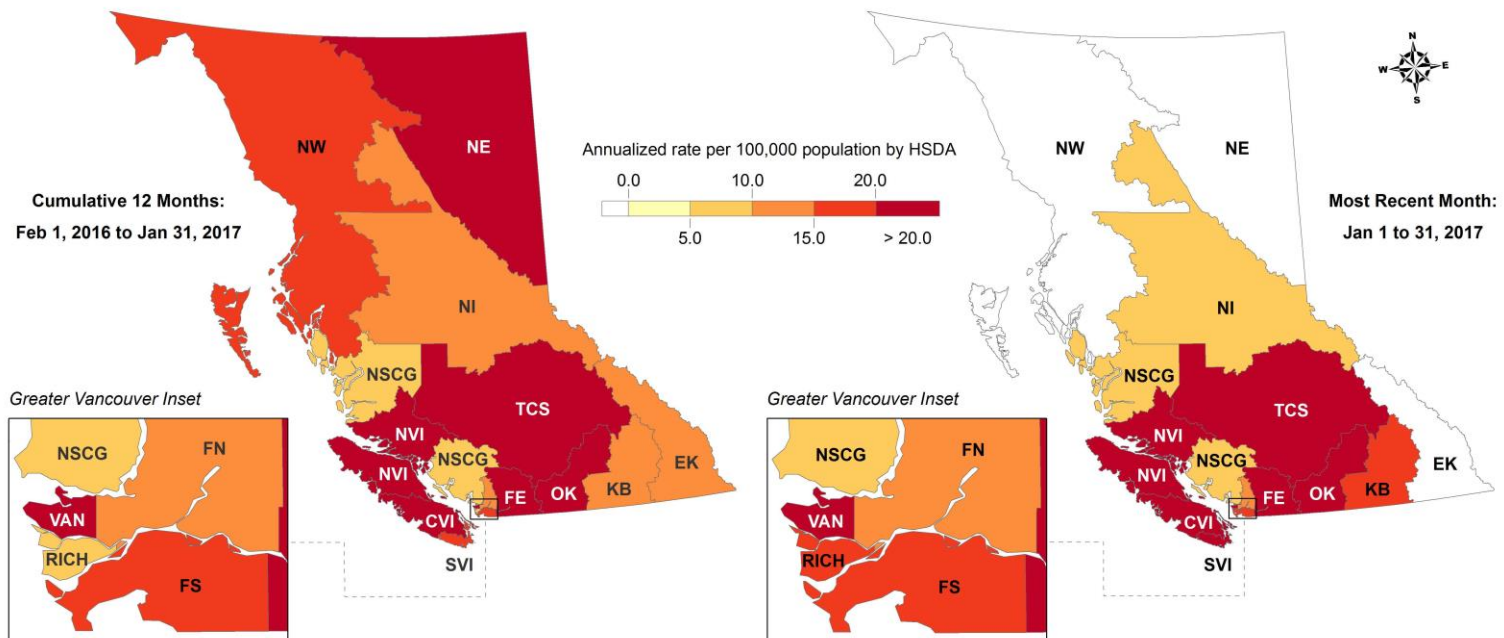 NW
NE
Cumulative 12 Months:
Feb 1, 2016 to Jan 31, 2017
NI
NSCG
TCS
NVI
NVI
NSCG
EK
KB
OK
FE
CVI
SVI
Greater Vancouver Inset
NSCG
FN
VAN
RICH
FS
Annualized rate per 100,000 population by HSDA
0.0 10.0 20.0
5.0 15.0 > 20.0
N
W E
S
NW
NE
Most Recent Month:
Jan 1 to 31, 2017
NI
NSCG
TCS
NVI
NVI
NSCG
EK
KB
OK
FE
CVI
SVI
Greater Vancouver Inset
NSCG
FN
VAN
RICH
FS